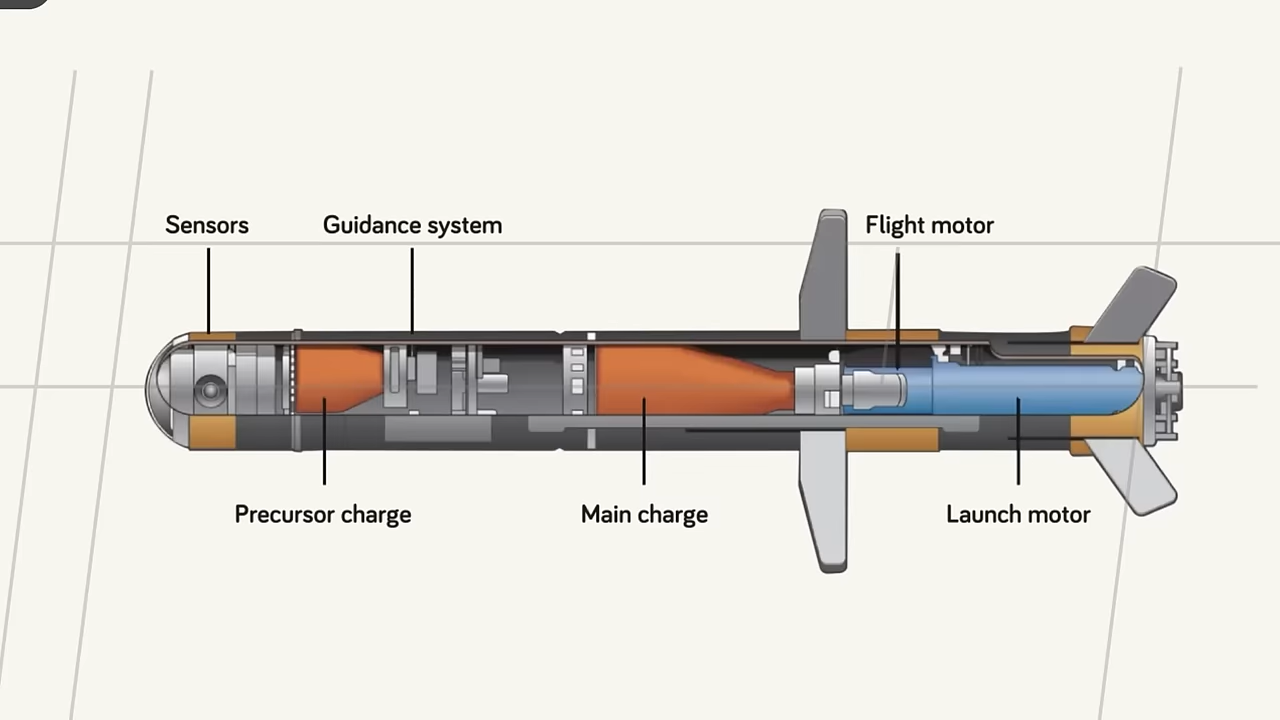 Sensors
Guidance system
Flight motor
Precursor charge
Main charge
Launch motor